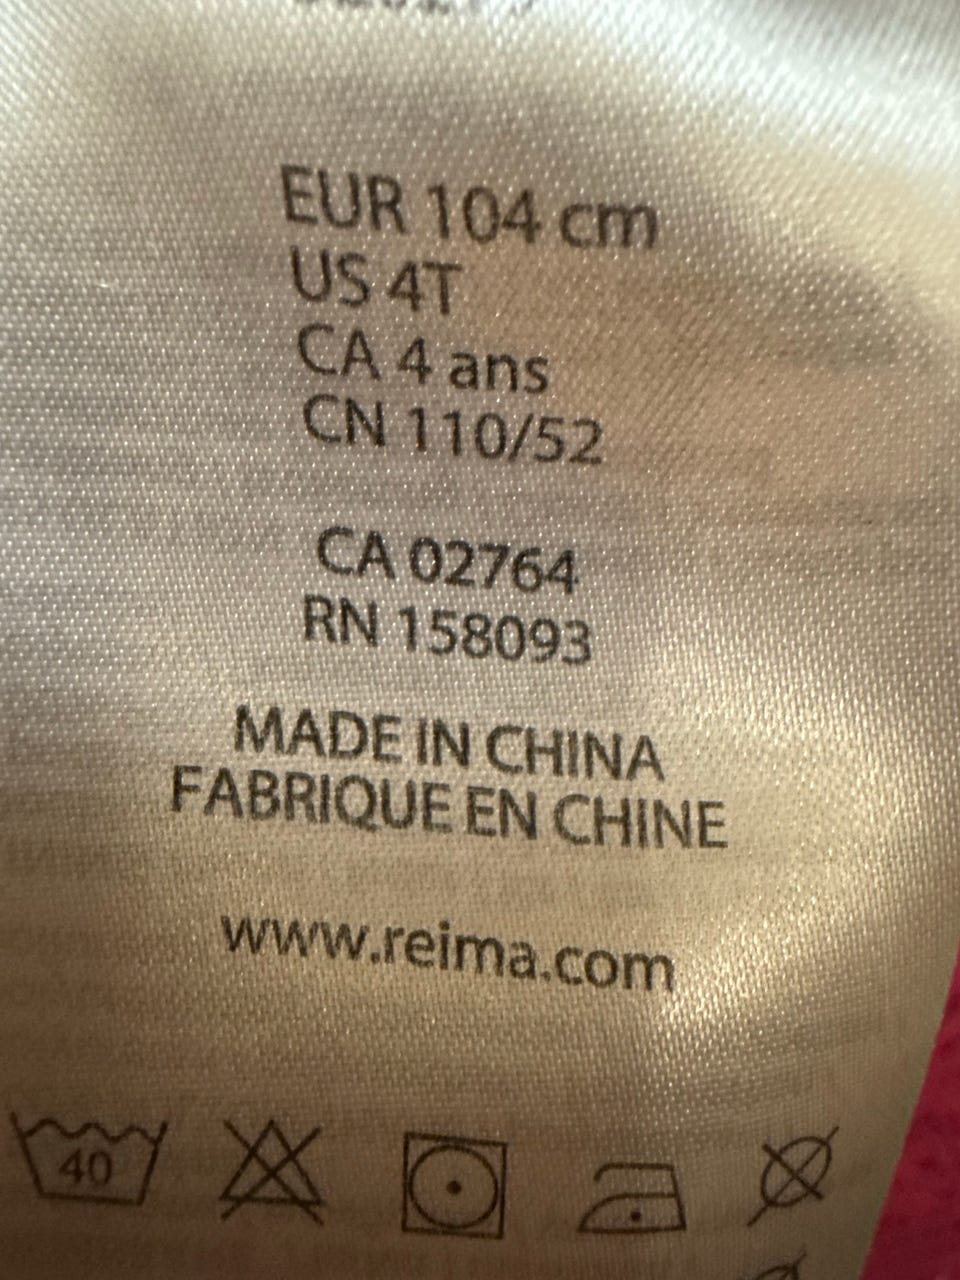 EUR 104 cm
US 4T
CA 4 ans
CN 110/52
CA 02764
RN 158093
MADE IN CHINA
FABRIQUE EN CHINE
www.reima.com
40